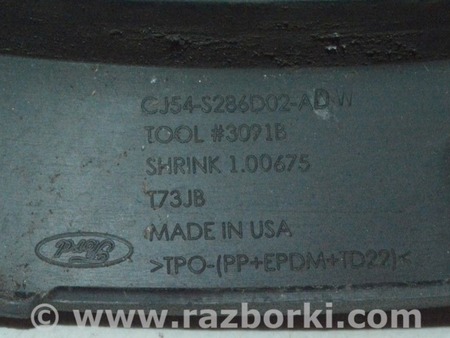 GJ54-S286D02-ADW
TOOL #3091B
SHRINK 1.00675
T73JB
MADE IN USA
Ford
>TPO-(PP+EPDM+TD22)<
www.razborki.com